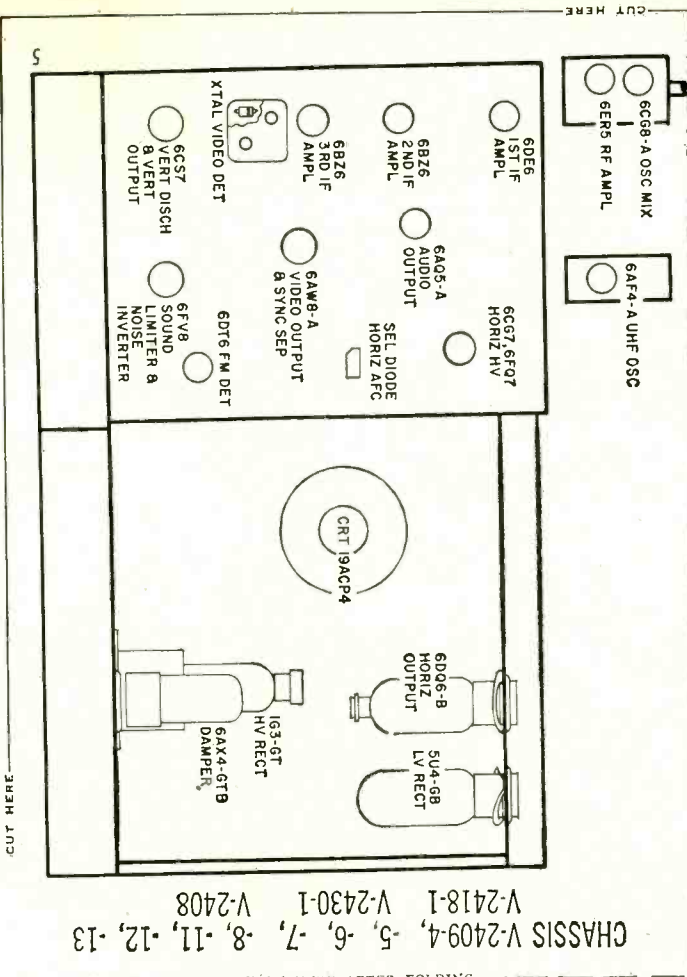 CUT HERE
5
6CG8-A OSC MIX
6ER5 RF AMPL
6AF4-A UHF OSC
6DE6
1ST IF
AMPL
6BZ6
2ND IF
AMPL
6BZ6
3RD IF
AMPL
XTAL VIDEO DET
6CS7
VERT DISCH
& VERT
OUTPUT
6AQ5-A
AUDIO
OUTPUT
6AW8-A
VIDEO OUTPUT
& SYNC SEP
6FV8
SOUND
LIMITER &
NOISE
INVERTER
6DT6 FM DET
SEL DIODE
HORIZ AFC
6CG7,6FQ7
HORIZ HV
CRT 19ACP4
6DQ6-B
HORIZ
OUTPUT
5U4-GB
LV RECT
1G3-GT
HV RECT
6AX4-GTB
DAMPER
CUT HERE
CHASSIS V-2409-4, -5, -6, -7, -8, -11, -12, -13
V-2418-1 V-2430-1 V-2408